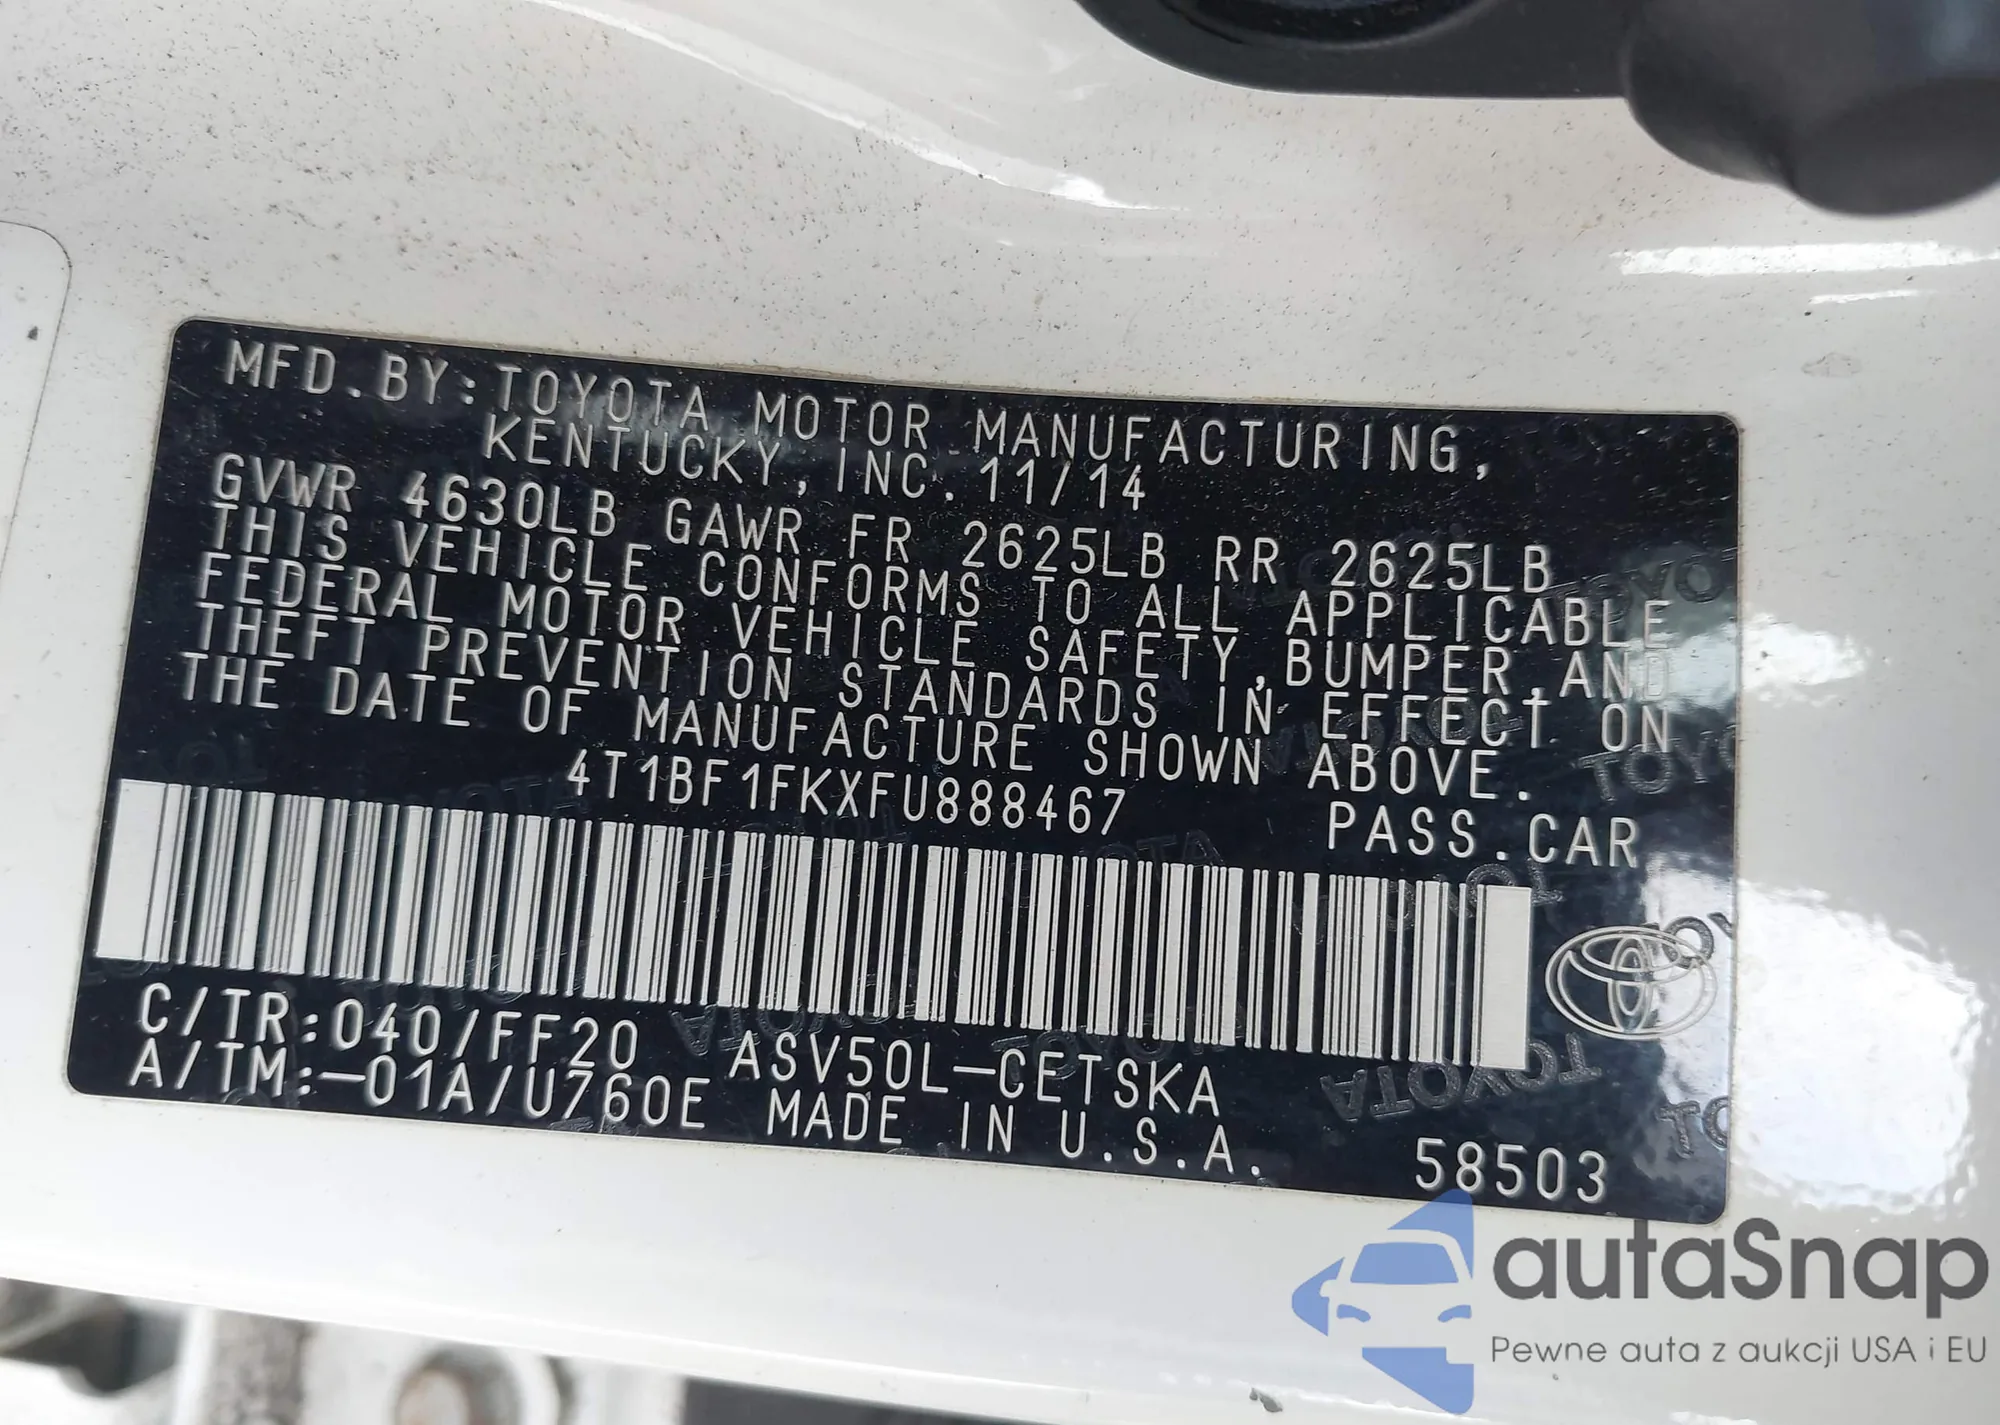 MFD.BY:TOYOTA MOTOR MANUFACTURING,
KENTUCKY, INC. 11/14
GVWR 4630LB GAWR FR 2625LB RR 2625LB
THIS VEHICLE CONFORMS TO ALL APPLICABLE
FEDERAL MOTOR VEHICLE SAFETY,BUMPER,AND
THEFT PREVENTION STANDARDS IN EFFECT ON
THE DATE OF MANUFACTURE SHOWN ABOVE.
4T1BF1FKXFU888467
PASS.CAR
C/TR:040/FF20 ASV50L-CETSKA
A/TM:-01A/U760E MADE IN U.S.A.
58503
autaSnap
Pewne auta z aukcji USA i EU